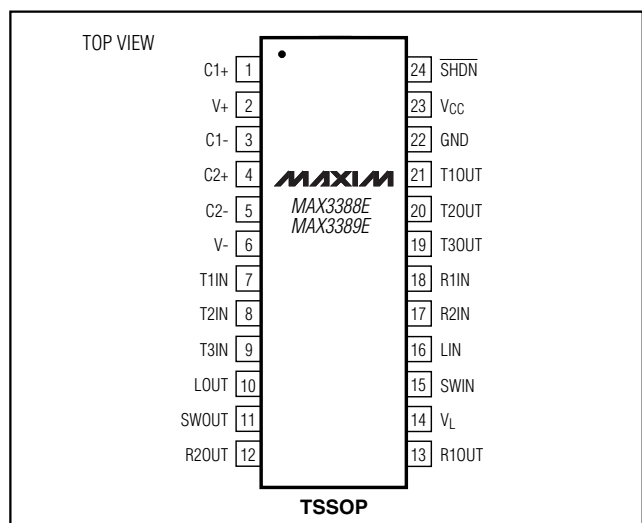 TOP VIEW
C1+ 1
V+ 2
C1- 3
C2+ 4
C2- 5
V- 6
T1IN 7
T2IN 8
T3IN 9
LOUT 10
SWOUT 11
R2OUT 12
MAXIM
MAX3388E
MAX3389E
24 SHDN
23 VCC
22 GND
21 T1OUT
20 T2OUT
19 T3OUT
18 R1IN
17 R2IN
16 LIN
15 SWIN
14 VL
13 R1OUT
TSSOP